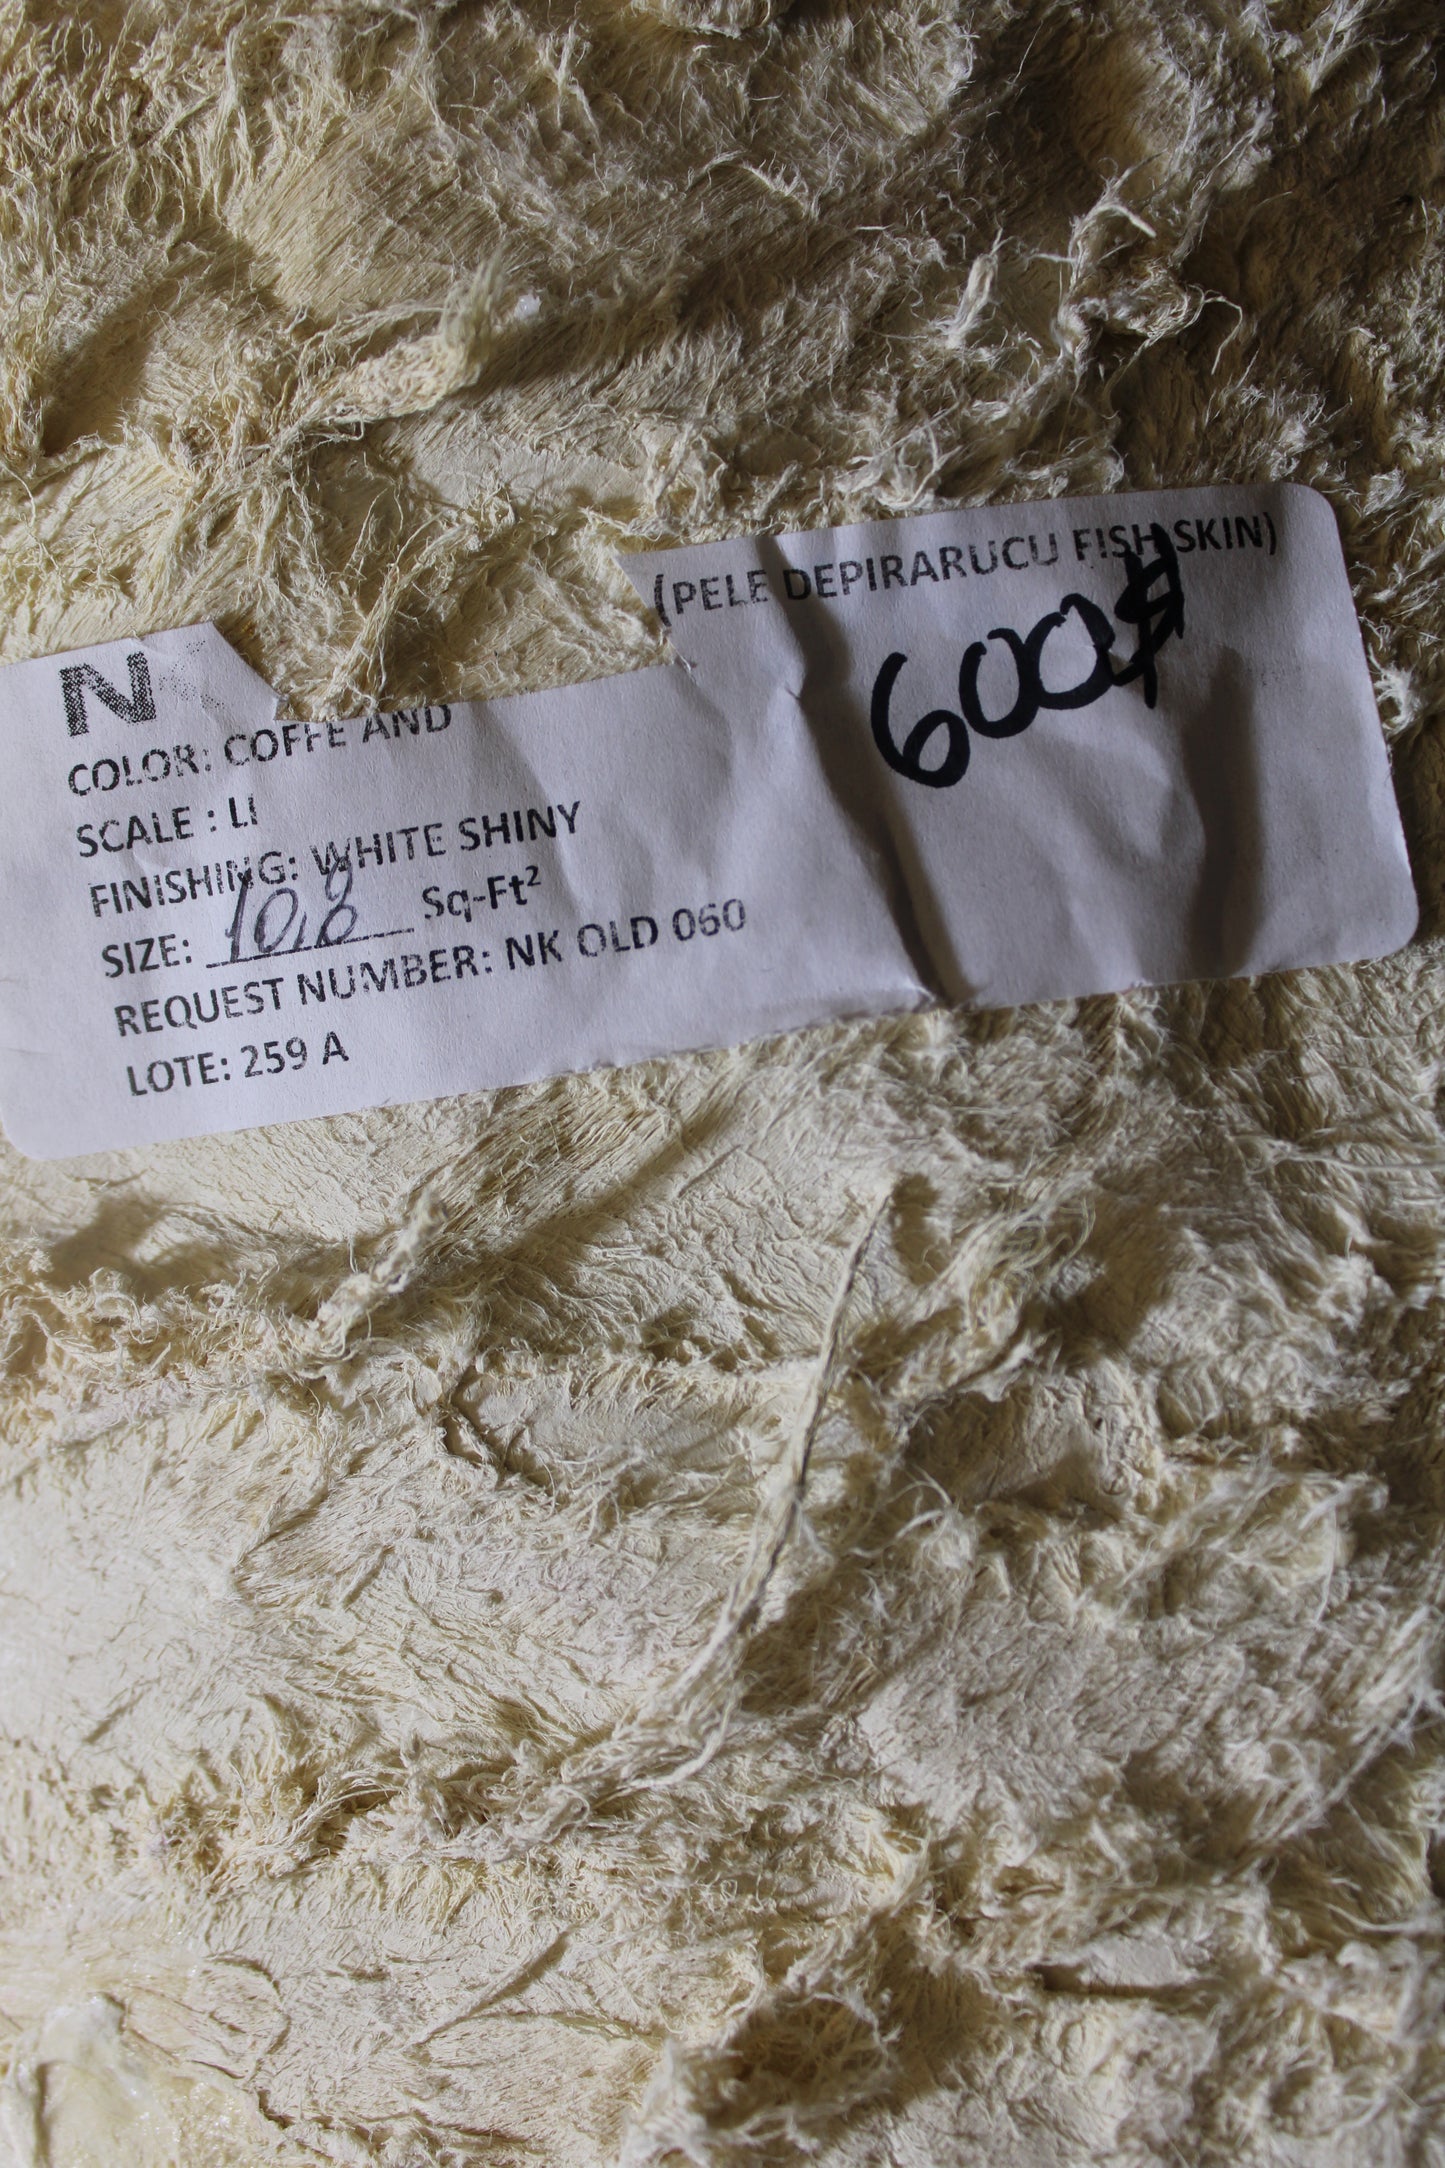 (PELE DEPIRARUCU FISH SKIN)
600$
N
COLOR: COFFE AND
SCALE : LI
FINISHING: WHITE SHINY
SIZE: 10,8 Sq-Ft²
REQUEST NUMBER: NK OLD 060
LOTE: 259 A